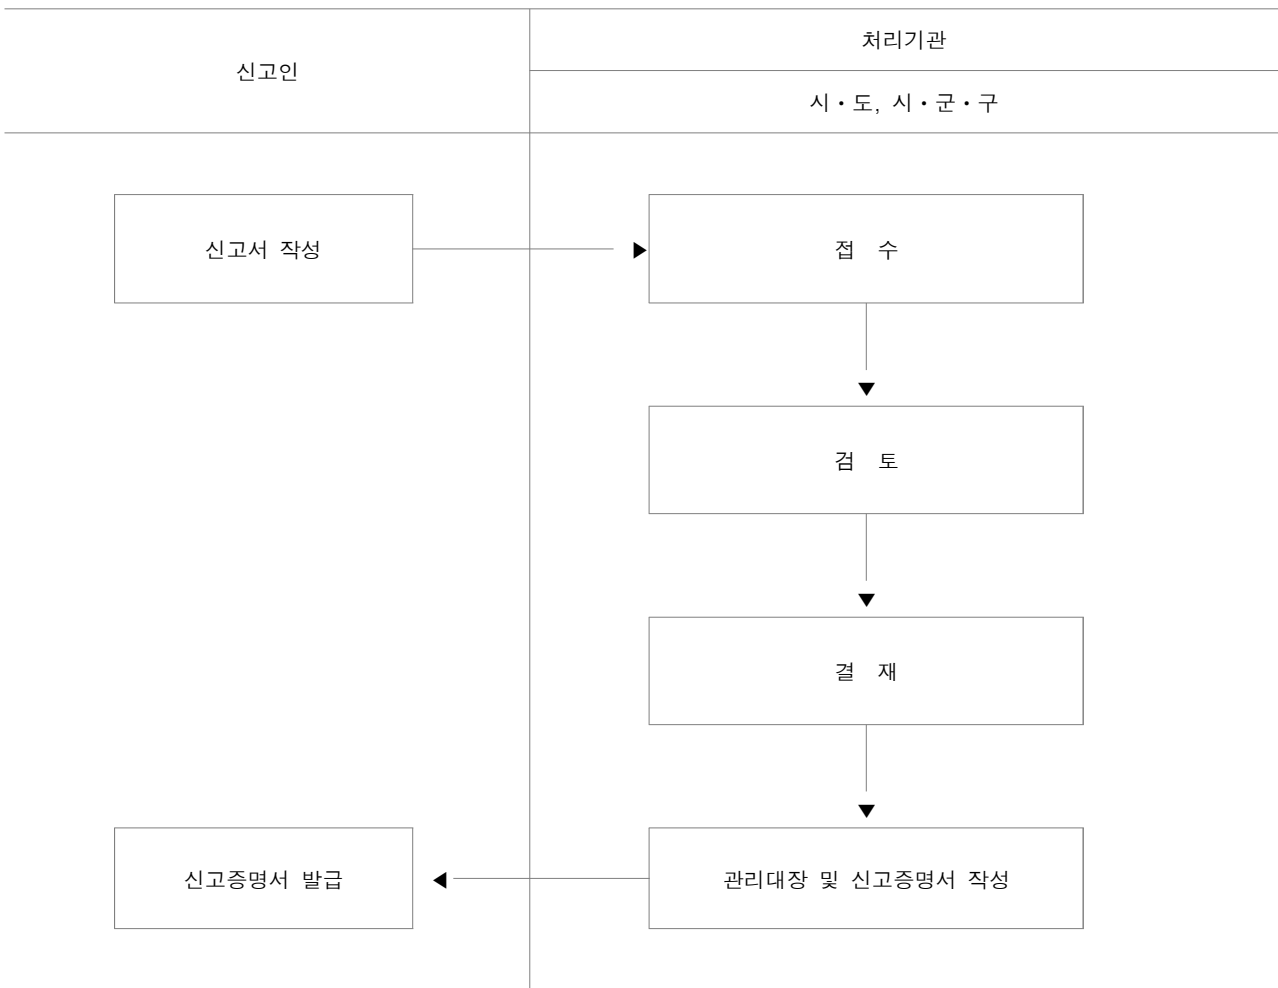 신고인
처리기관
시·도, 시·군·구
신고서 작성
접 수
검 토
결 재
신고증명서 발급
관리대장 및 신고증명서 작성